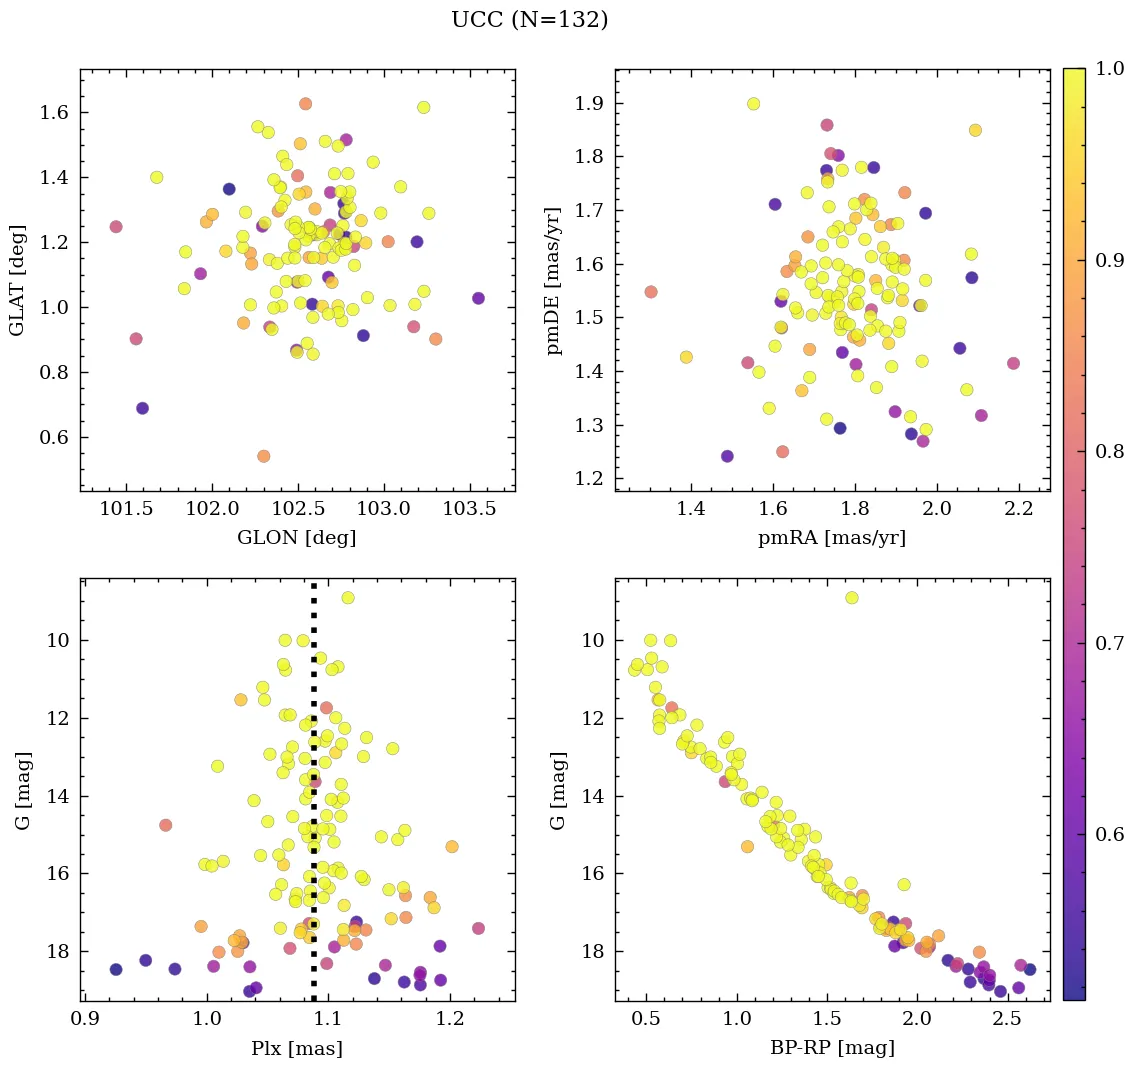 UCC (N=132)
1.6
1.4
1.2
1.0
0.8
0.6
GLAT [deg]
101.5 102.0 102.5 103.0 103.5
GLON [deg]
1.9
1.8
1.7
1.6
1.5
1.4
1.3
1.2
pmDE [mas/yr]
1.4 1.6 1.8 2.0 2.2
pmRA [mas/yr]
1.0
0.9
0.8
0.7
0.6
10
12
14
16
18
G [mag]
0.9 1.0 1.1 1.2
Plx [mas]
10
12
14
16
18
G [mag]
0.5 1.0 1.5 2.0 2.5
BP-RP [mag]